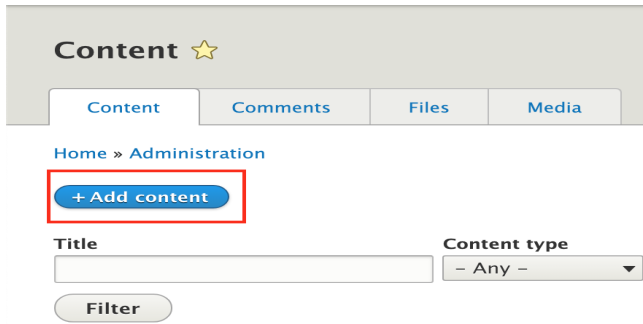 Content
Content Comments Files Media
Home » Administration
+ Add content
Title Content type
– Any –
Filter